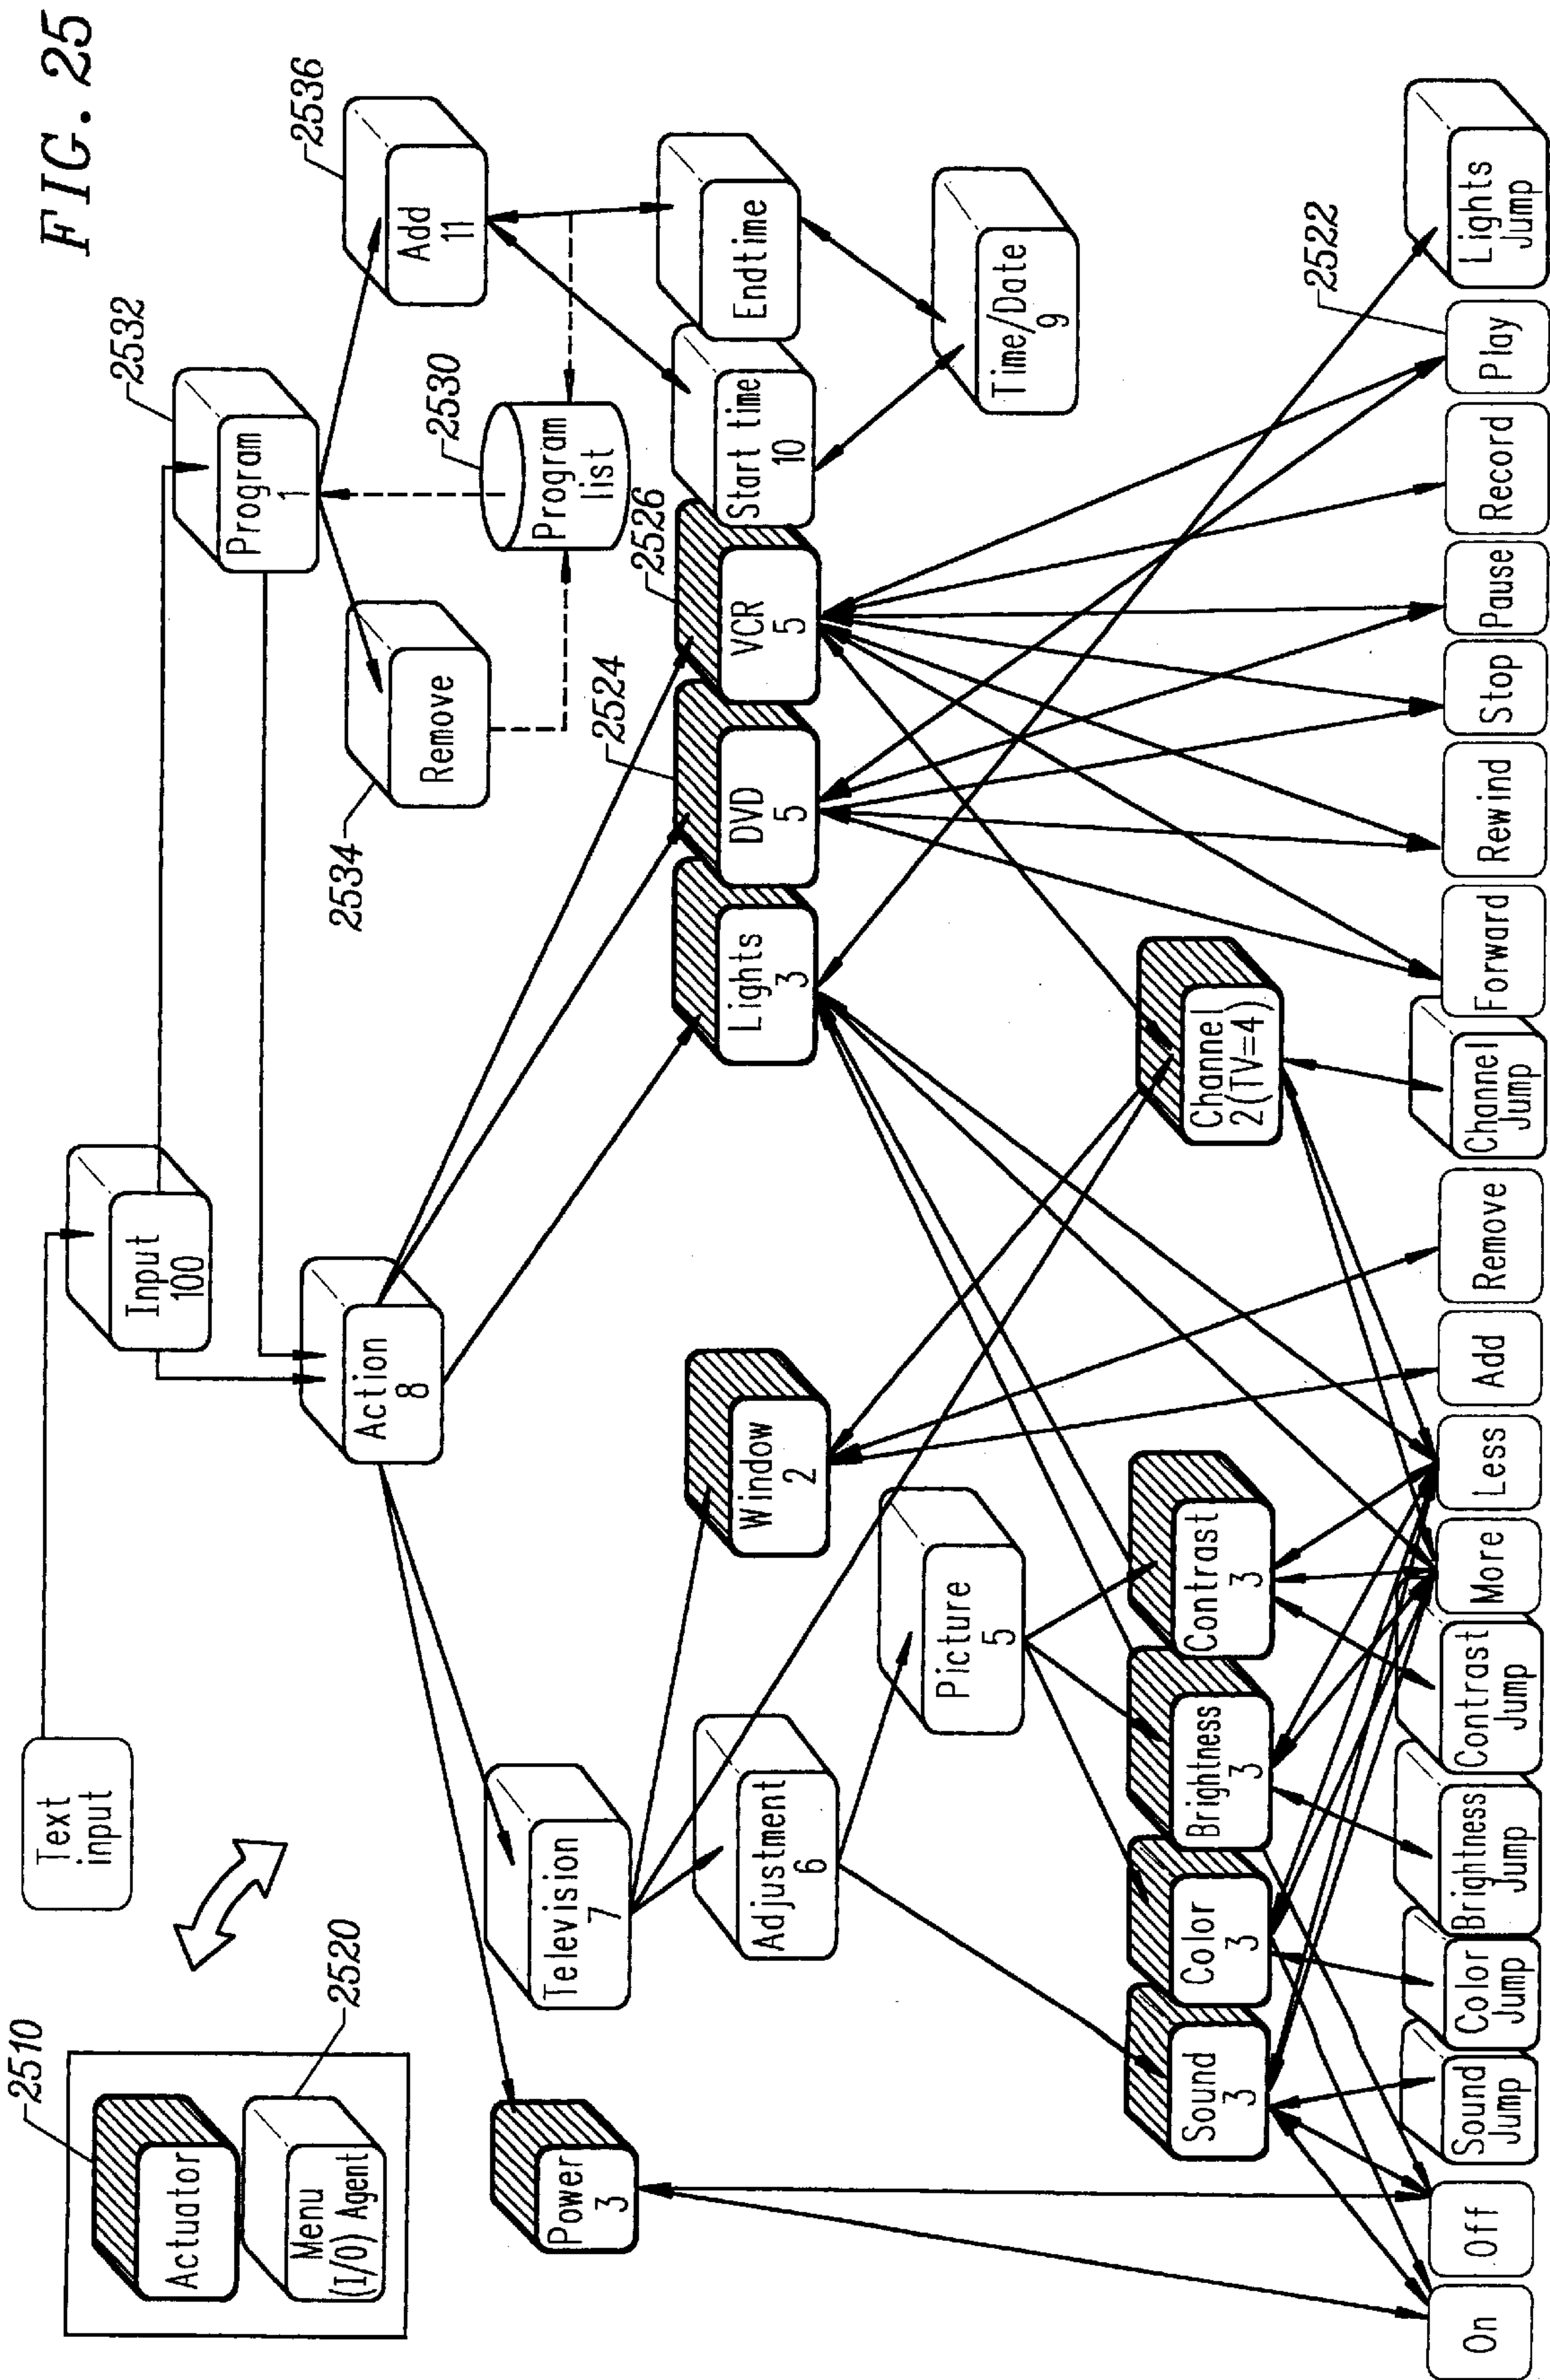 FIG. 25
2510
Actuator
Menu
(I/O) Agent
2520
Text
input
Input
100
Program
1
2532
Action
8
Remove
2534
Add
11
2536
Program
list
2530
Power
3
Television
7
Adjustment
6
Window
2
Lights
3
DVD
5
2524
VCR
5
2526
Start time
10
Endtime
Picture
5
Time/Date
9
Sound
3
Color
3
Brightness
3
Contrast
3
Channel
2(TV=4)
On
Off
Sound
Jump
Color
Jump
Brightness
Jump
Contrast
Jump
More
Less
Add
Remove
Channel
Jump
Forward
Rewind
Stop
Pause
Record
Play
2522
Lights
Jump